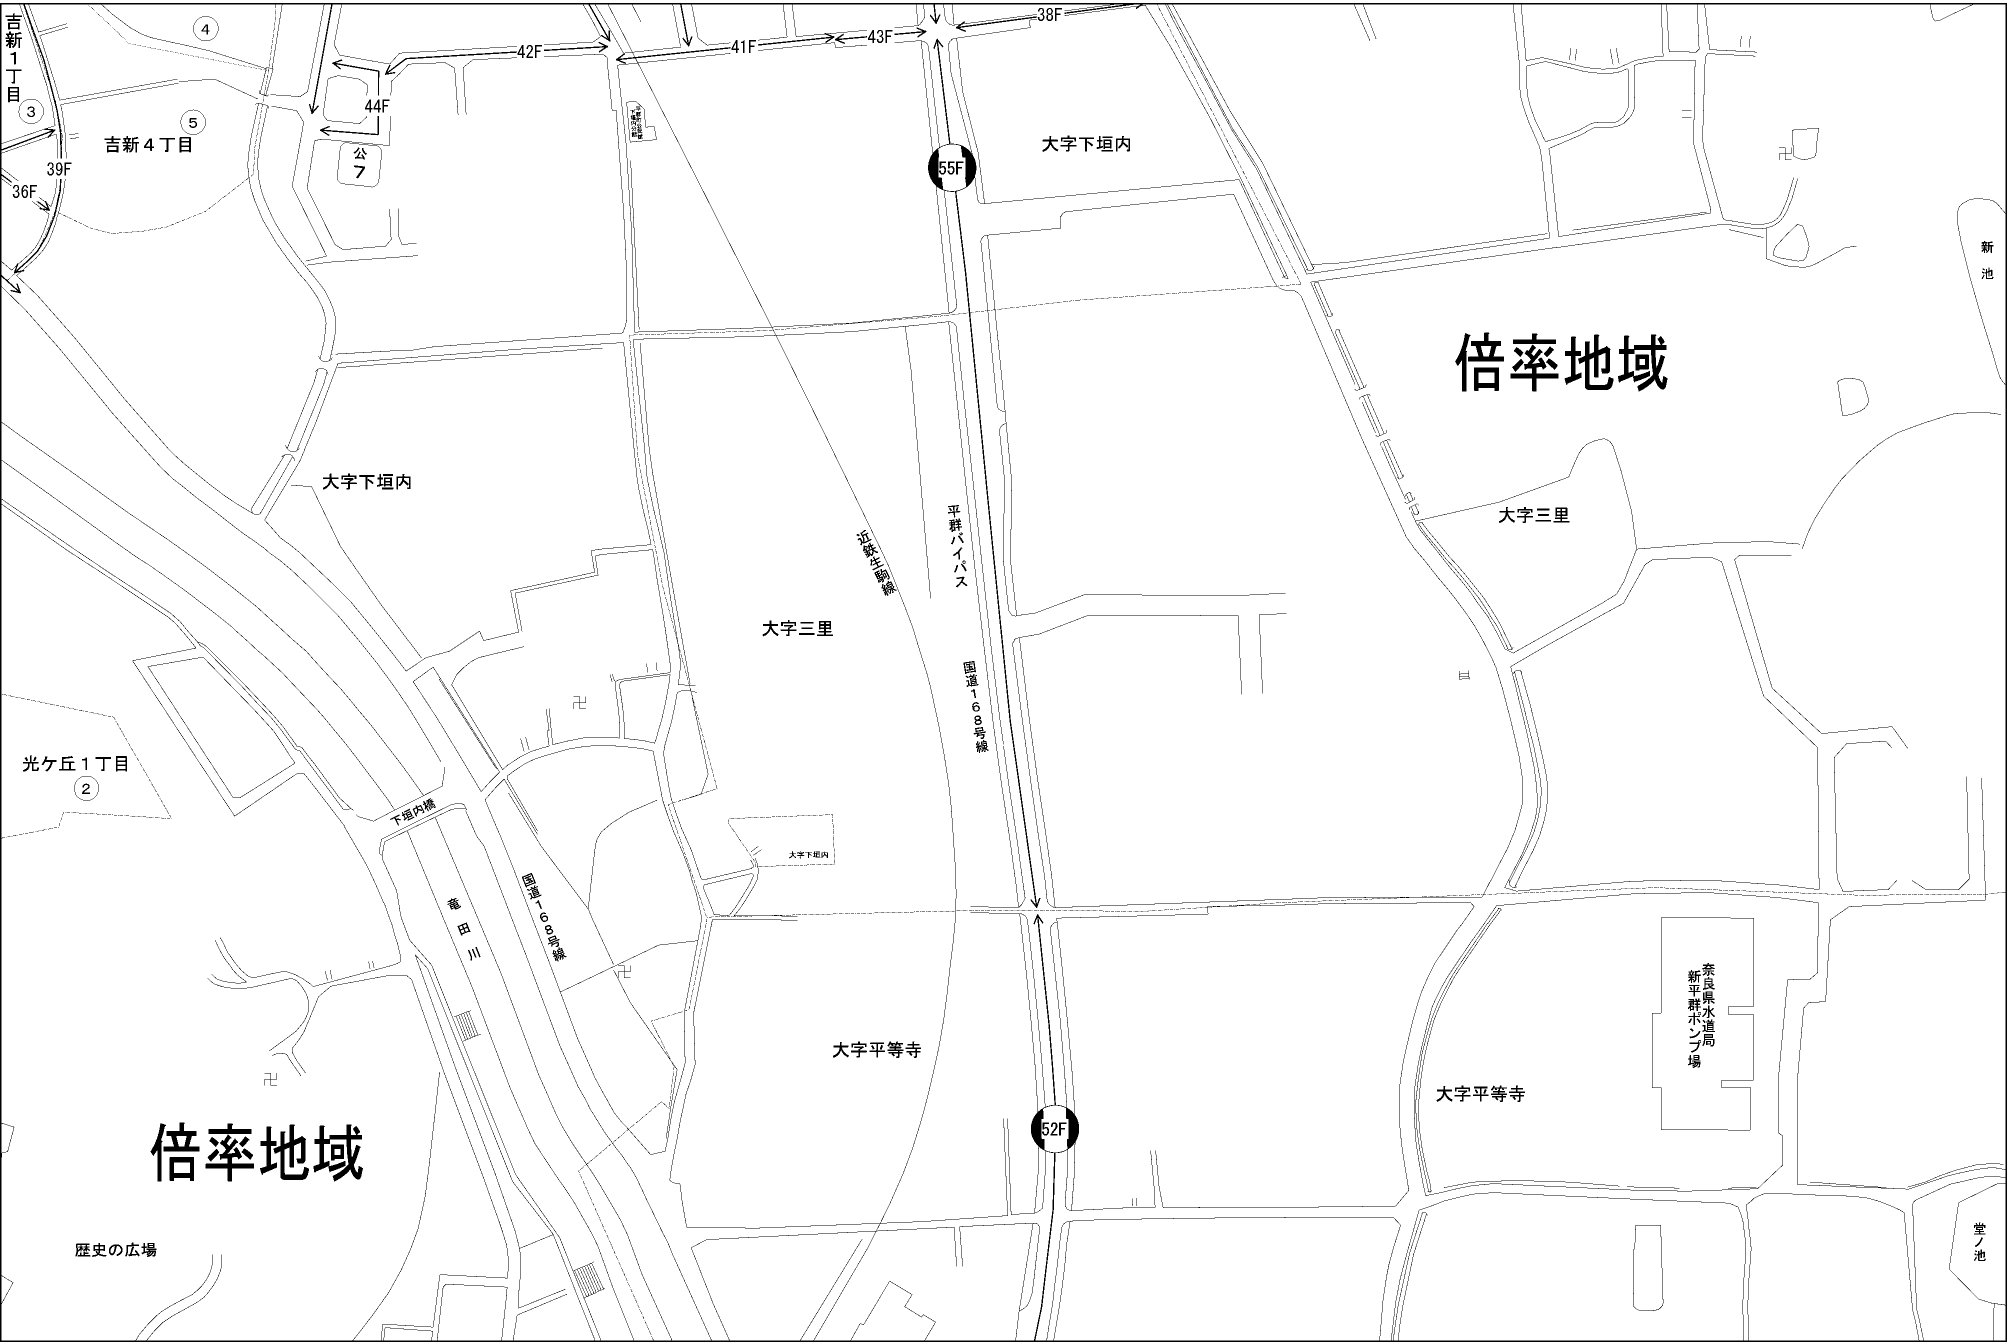 吉新1丁目
④
③
⑤
吉新4丁目
39F
36F
44F
公
7
42F
41F
43F
38F
55F
大字下垣内
新池
倍率地域
大字下垣内
大字三里
平群バイパス
近鉄生駒線
大字三里
国道168号線
光ケ丘1丁目
②
下垣内橋
大字下垣内
竜田川
国道168号線
奈良県水道局
新平群ポンプ場
大字平等寺
大字平等寺
52F
倍率地域
歴史の広場
堂ノ池